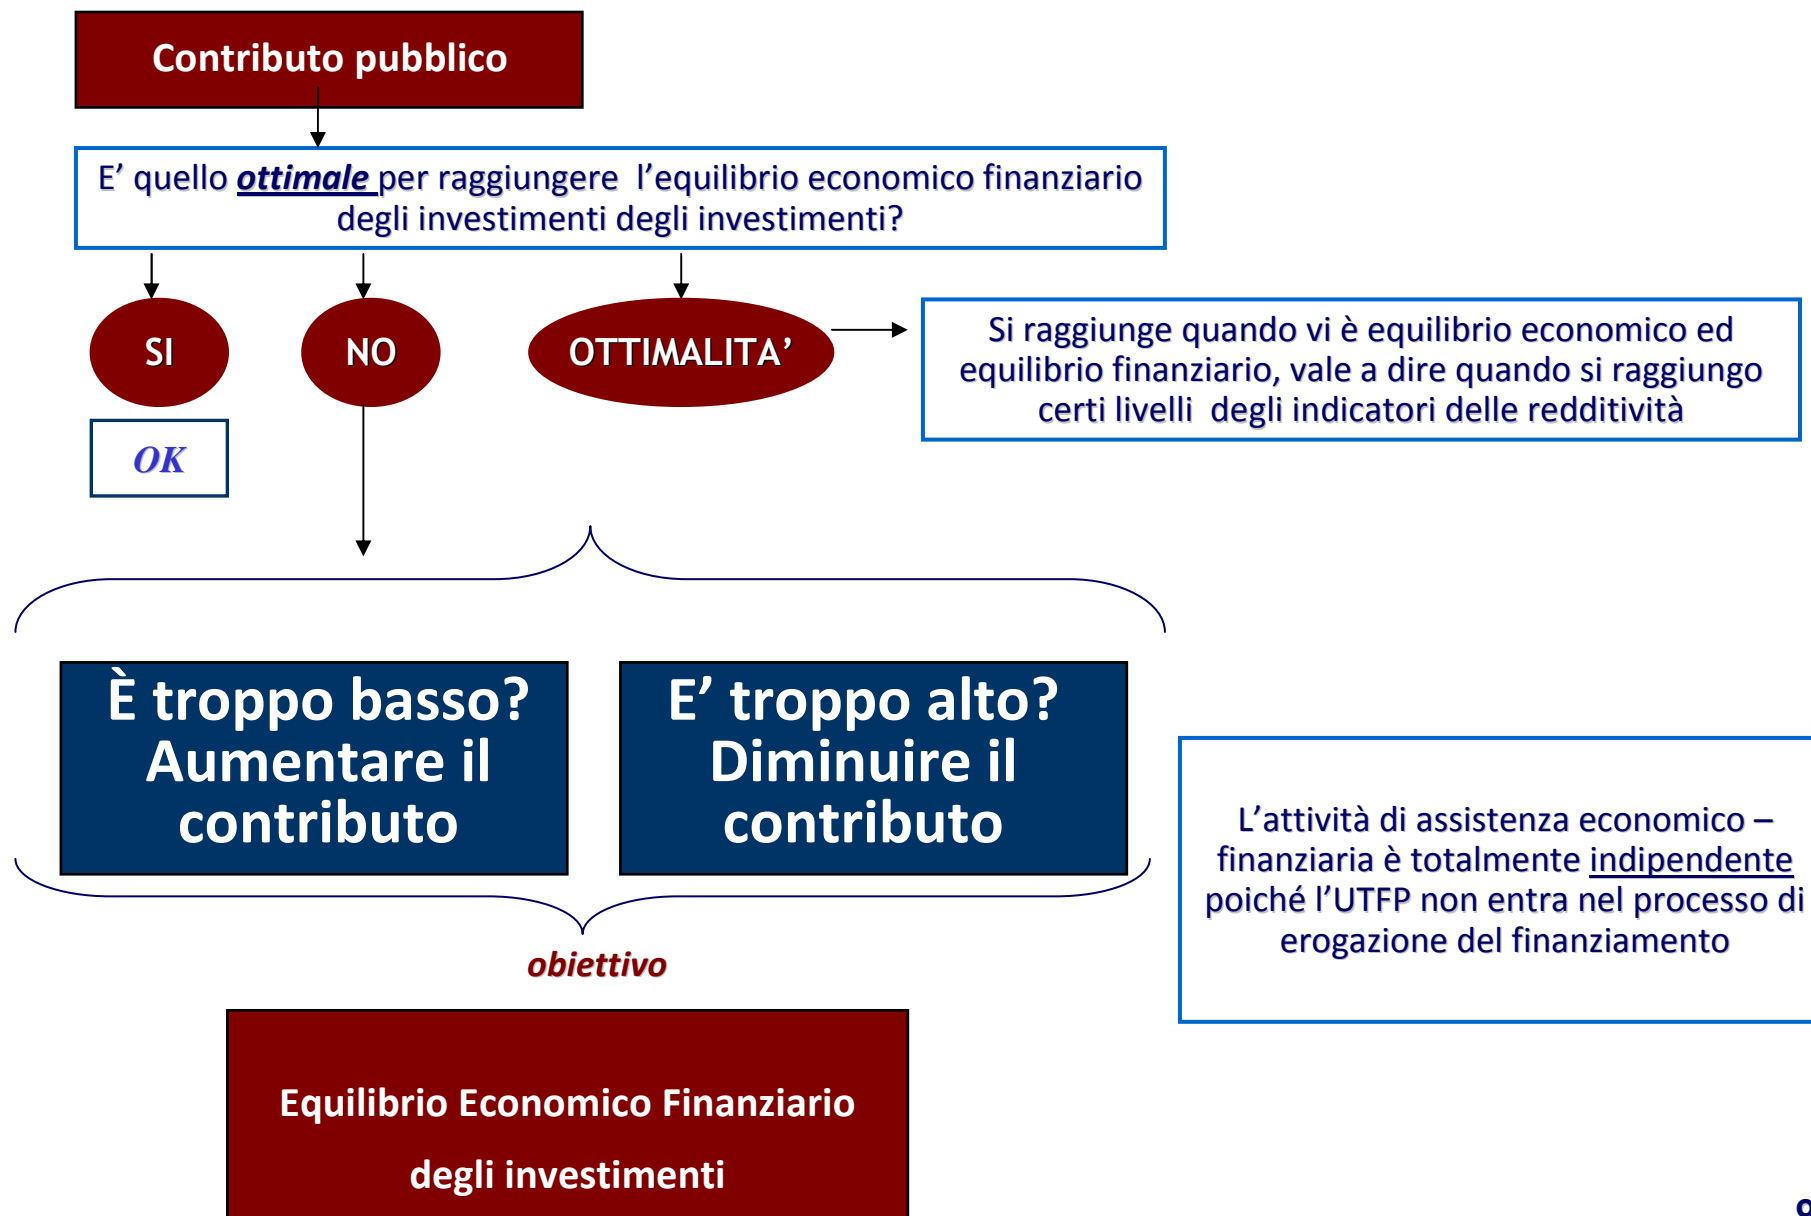 Contributo pubblico
E' quello ottimale per raggiungere l'equilibrio economico finanziario
degli investimenti degli investimenti?
SI
NO
OTTIMALITA'
Si raggiunge quando vi è equilibrio economico ed
equilibrio finanziario, vale a dire quando si raggiungo
certi livelli degli indicatori delle redditività
OK
È troppo basso?
Aumentare il
contributo
E' troppo alto?
Diminuire il
contributo
L'attività di assistenza economico –
finanziaria è totalmente indipendente
poiché l'UTFP non entra nel processo di
erogazione del finanziamento
obiettivo
Equilibrio Economico Finanziario
degli investimenti